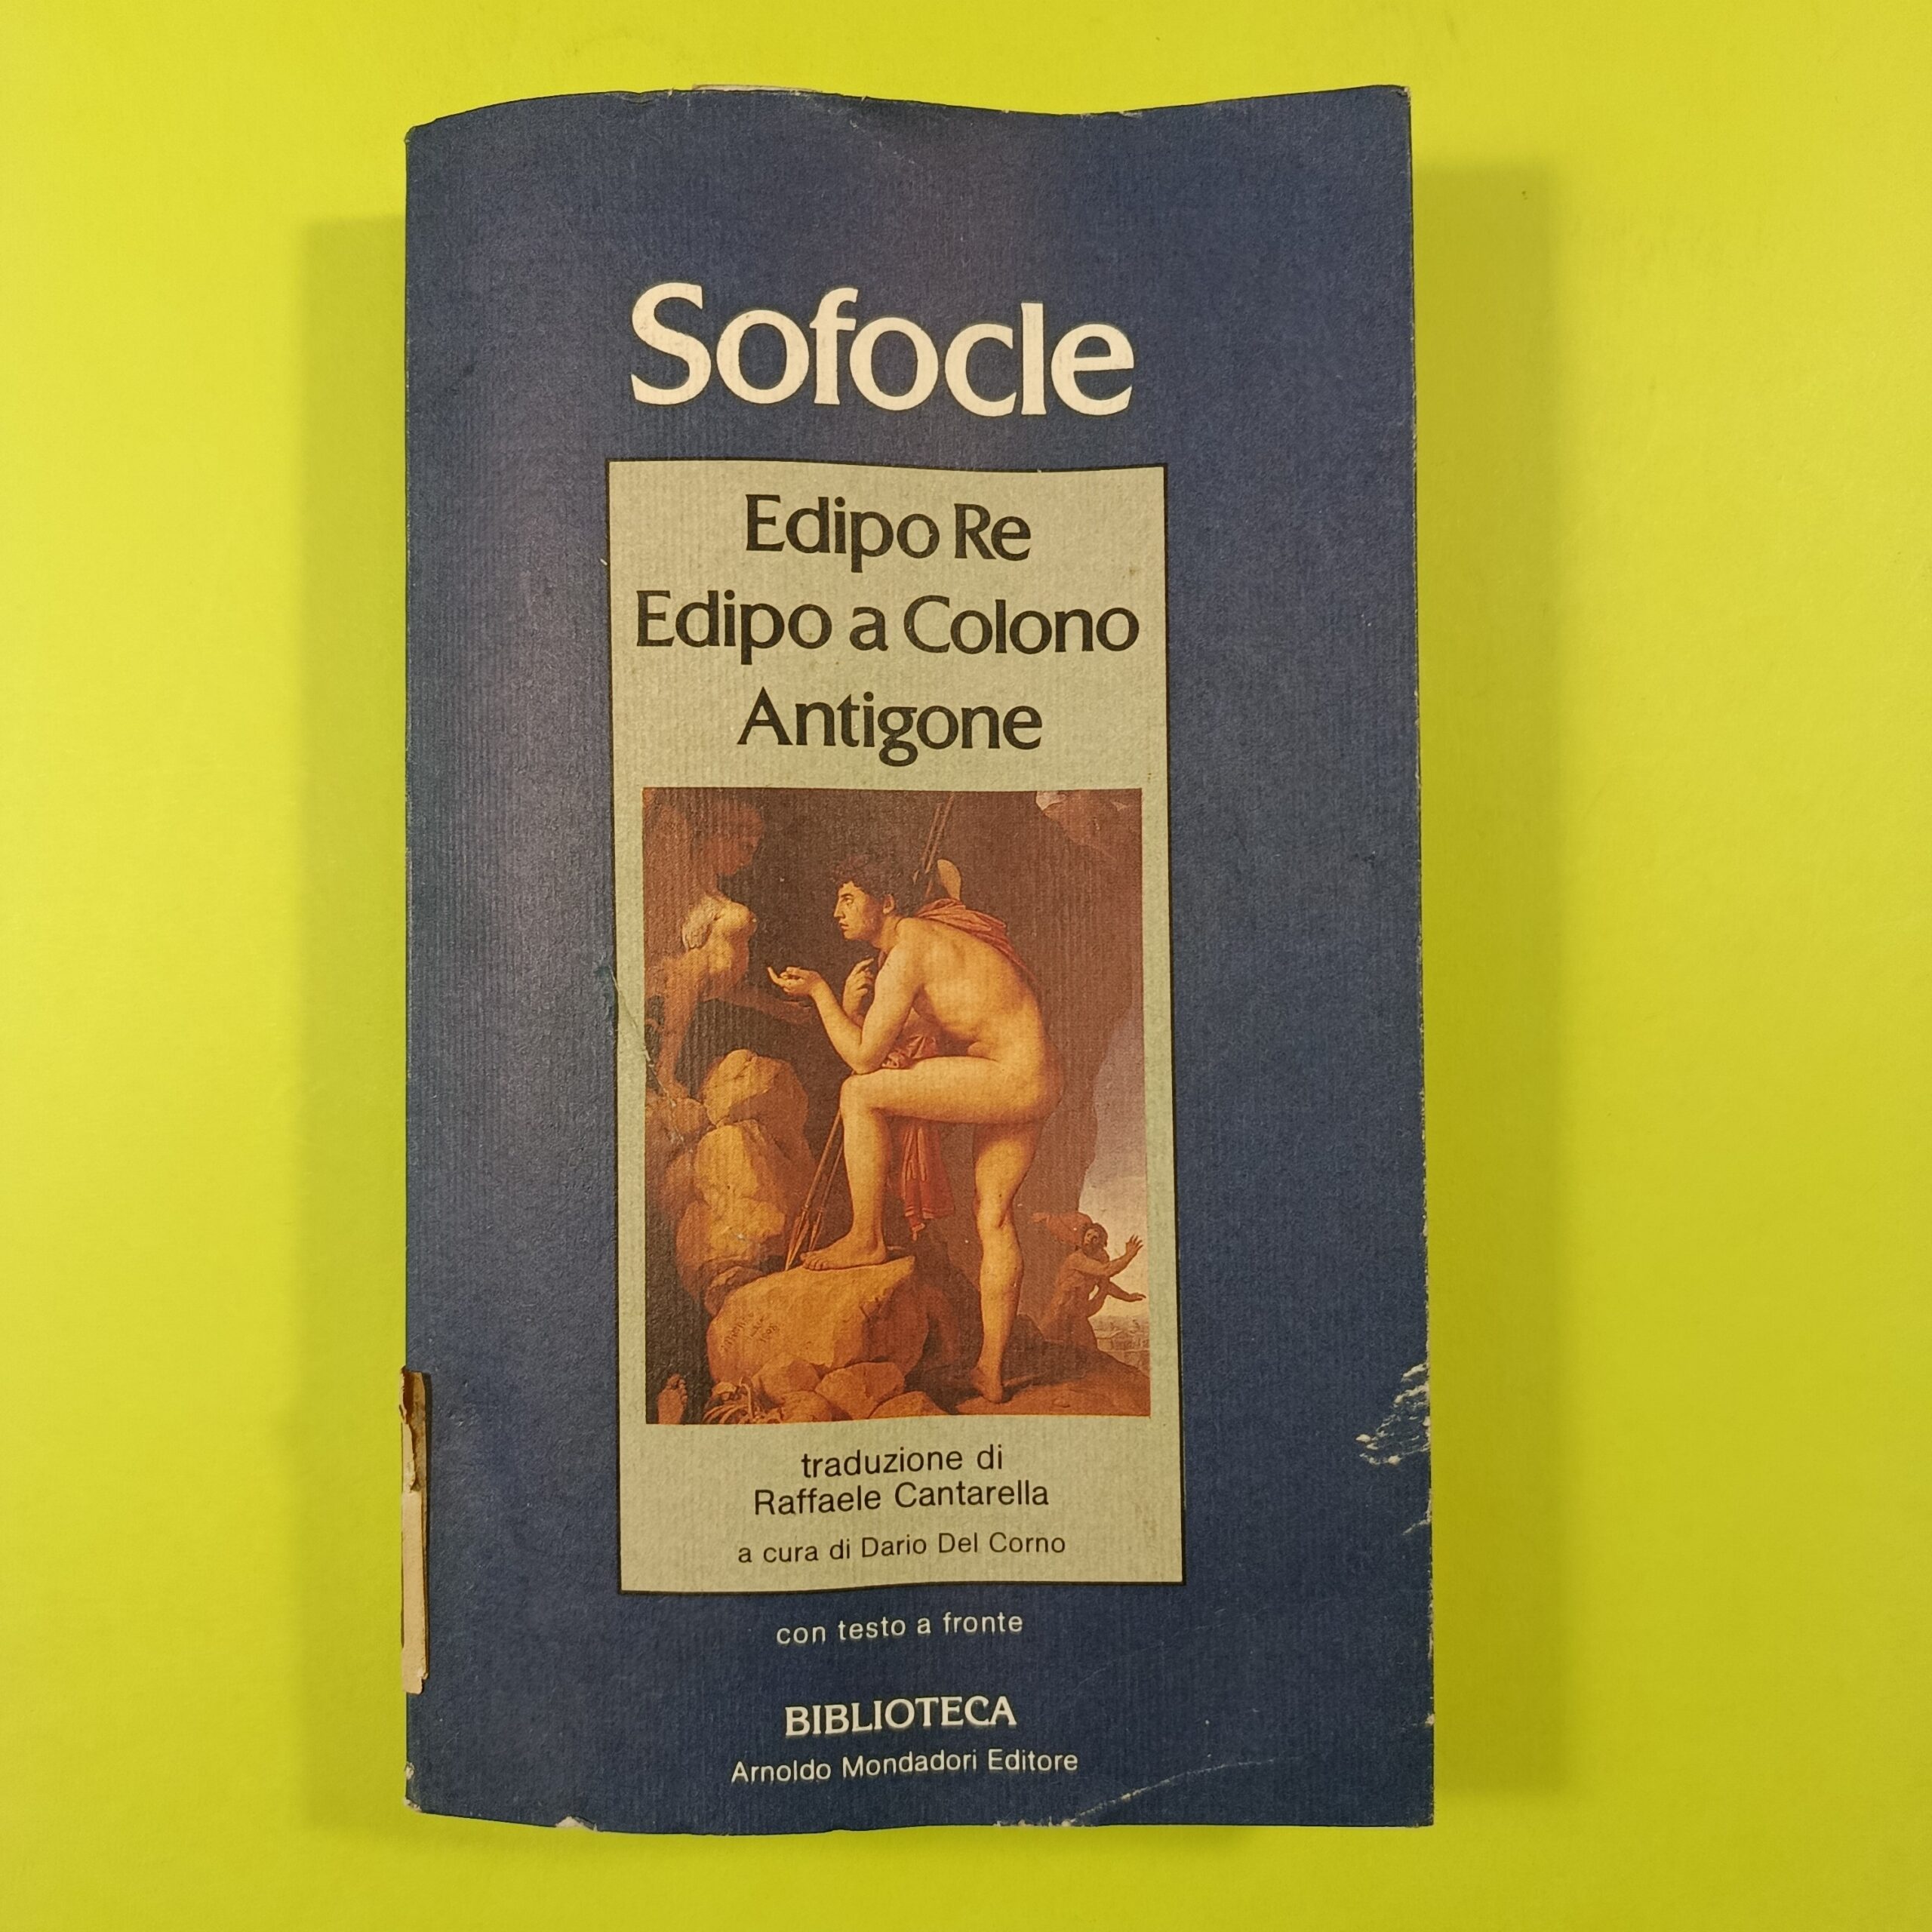 Sofocle
Edipo Re
Edipo a Colono
Antigone
traduzione di
Raffaele Cantarella
a cura di Dario Del Corno
con testo a fronte
BIBLIOTECA
Arnoldo Mondadori Editore